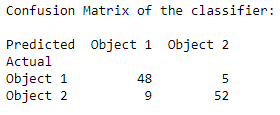 Confusion Matrix of the classifier:
Predicted Object 1 Object 2
Actual
Object 1 48 5
Object 2 9 52